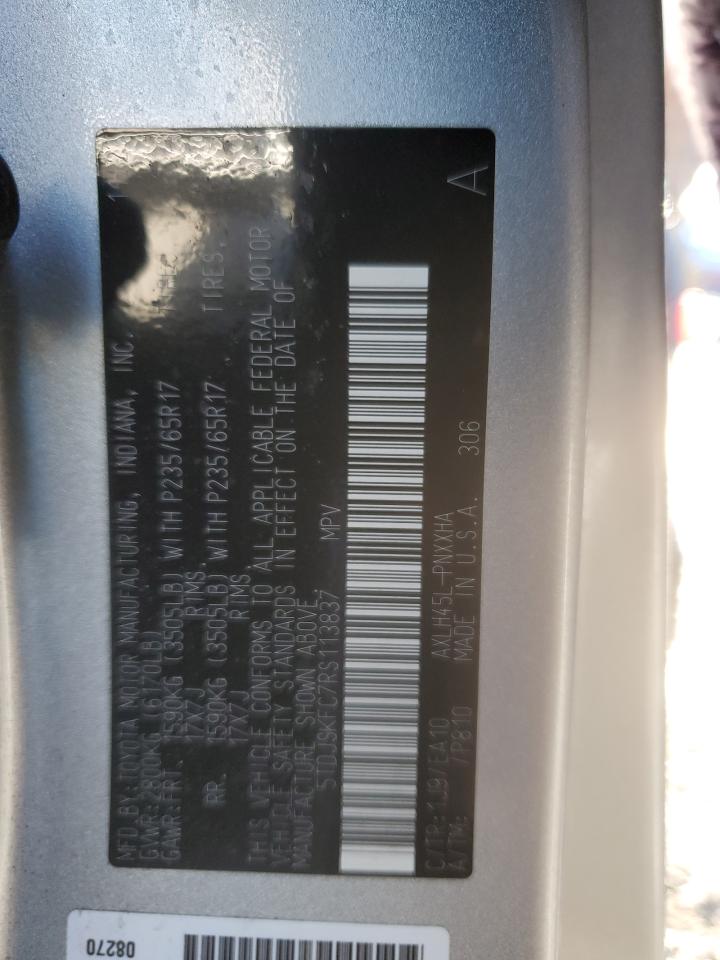 MFD BY:TOYOTA MOTOR MANUFACTURING, INDIANA, INC.
GVWR:2800KG (6170LB)
GAWR:FRT. 1590KG (3505LB) WITH P235/65R17
17X7J RIMS,
RR. 1590KG (3505LB) WITH P235/65R17 TIRES,
17X7J RIMS,
THIS VEHICLE CONFORMS TO ALL APPLICABLE FEDERAL MOTOR
VEHICLE SAFETY STANDARDS IN EFFECT ON THE DATE OF
MANUFACTURE SHOWN ABOVE.
5TDJ9KFC7RS113837 MPV
C/TR:1J9/EA10 AXLH45L-PNXXHA
A/TM: /P810 MADE IN U.S.A. 306 A
08270